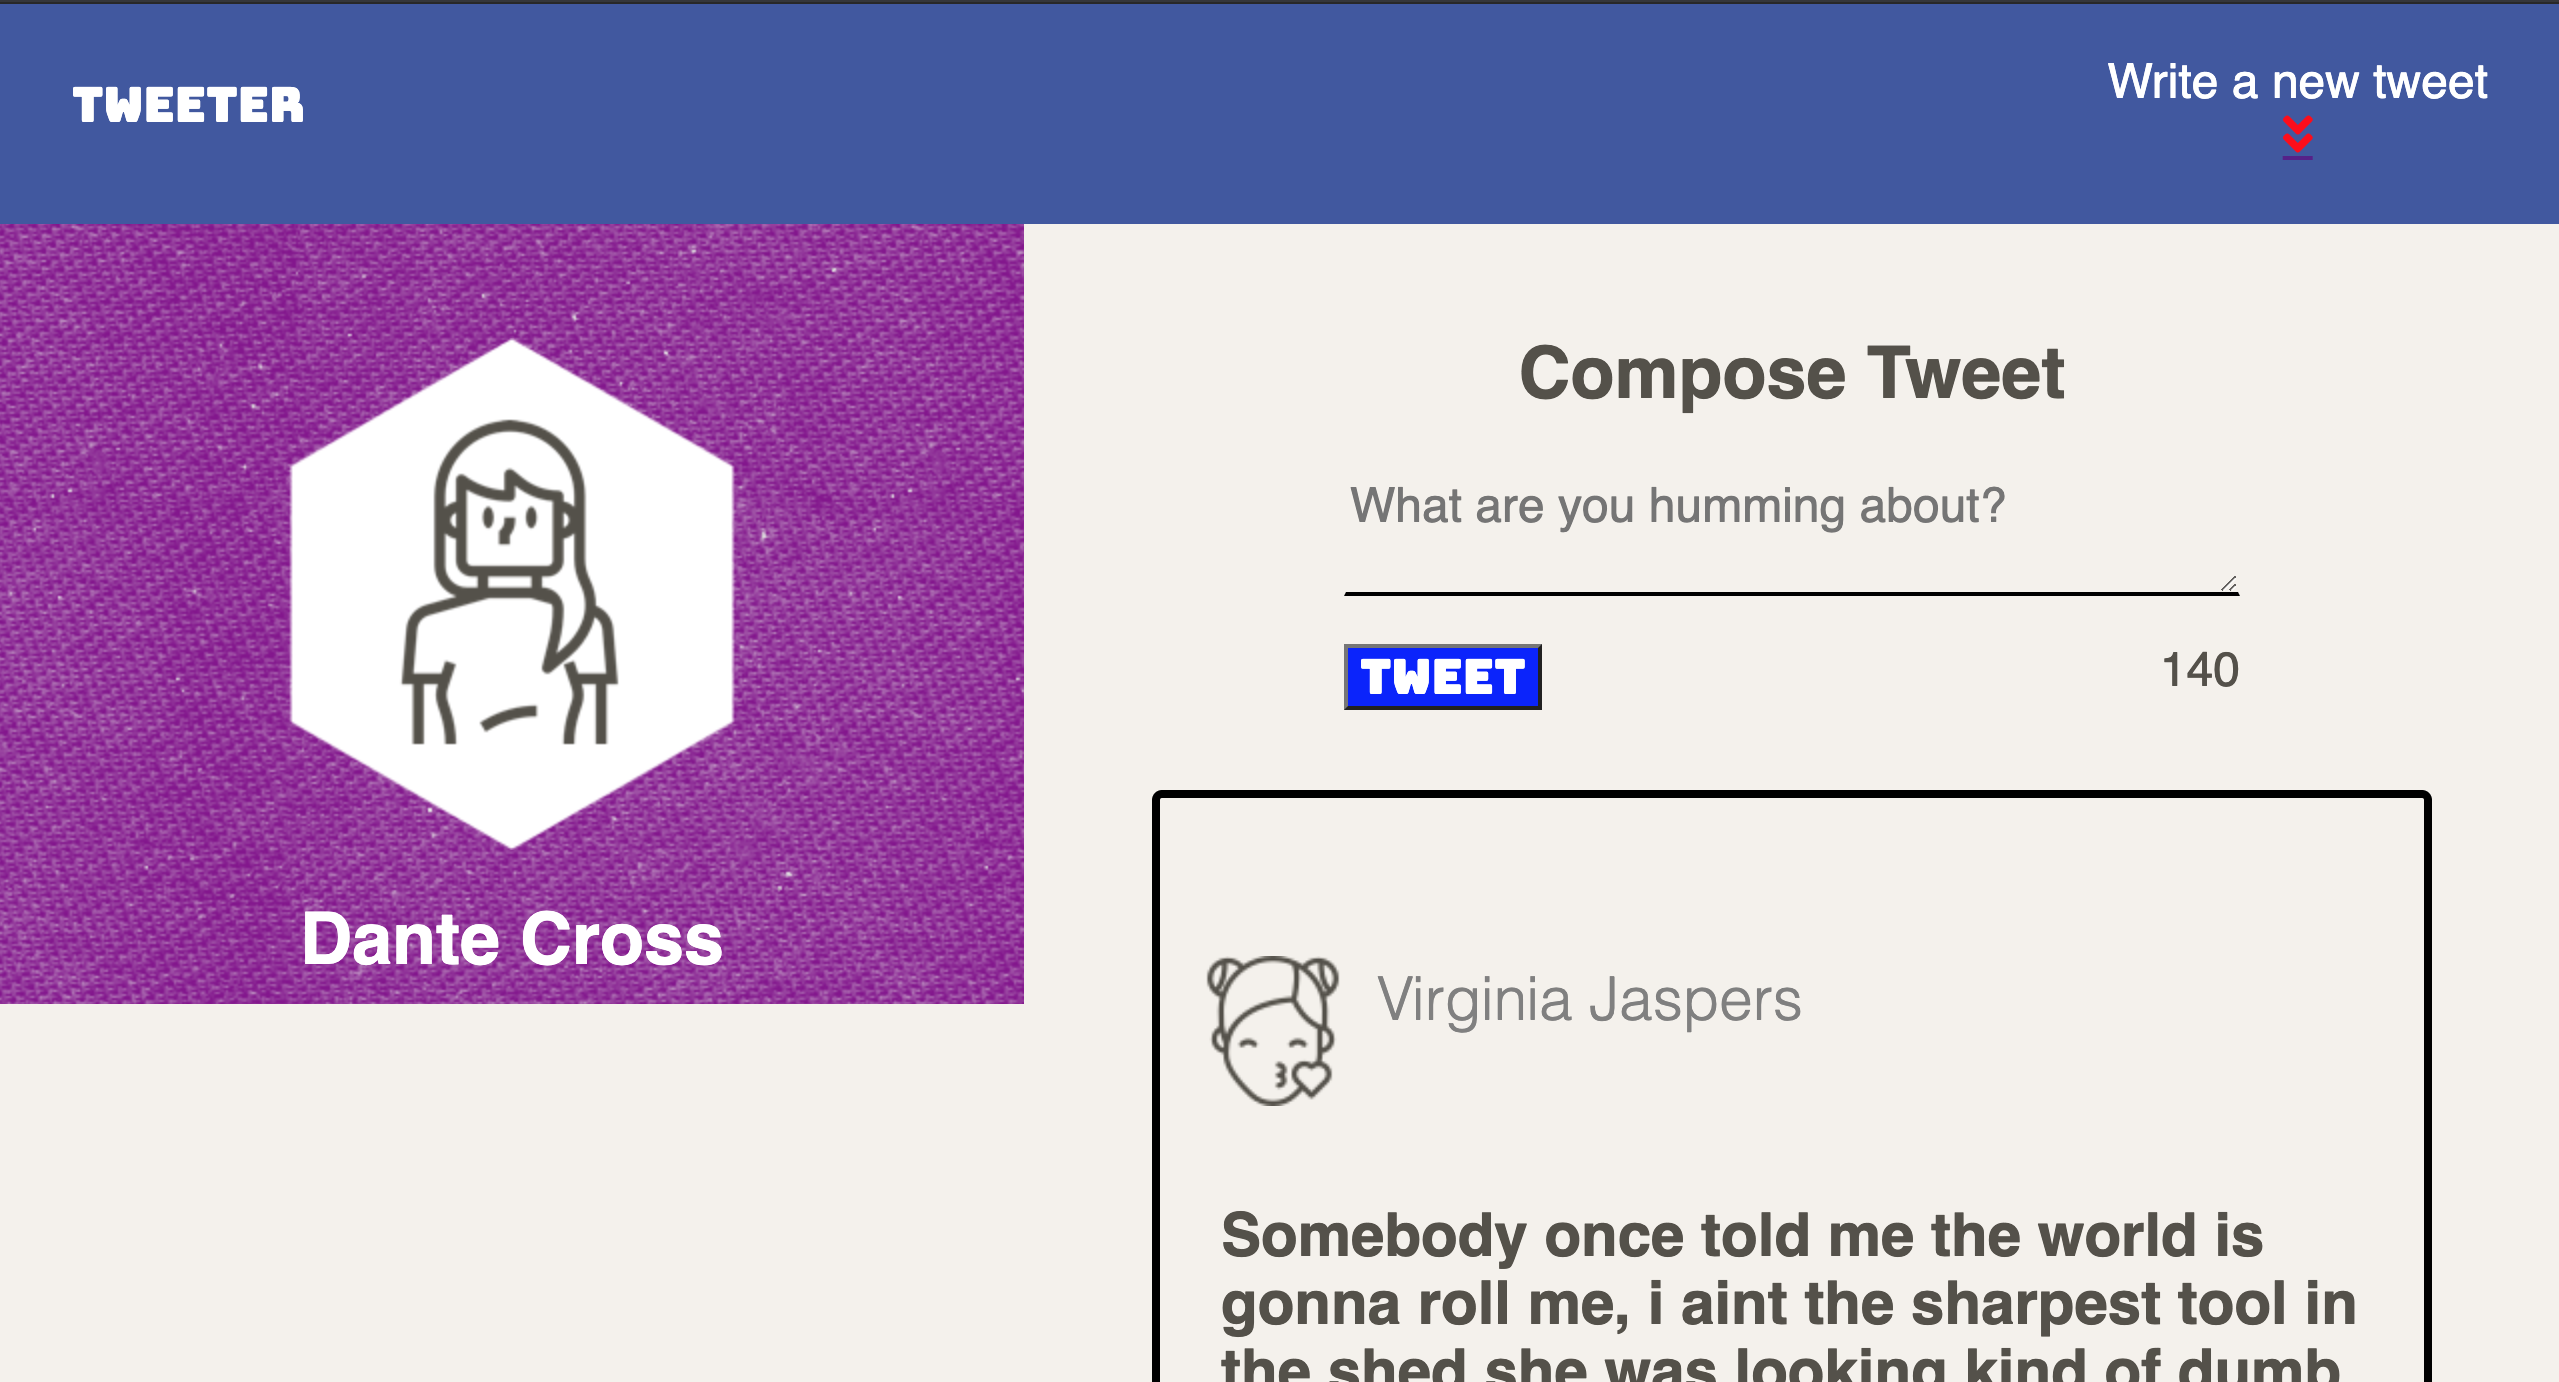 TWEETER
Write a new tweet
Dante Cross
Compose Tweet
What are you humming about?
TWEET
140
Virginia Jaspers
Somebody once told me the world is
gonna roll me, i aint the sharpest tool in
the shed she was looking kind of dumb